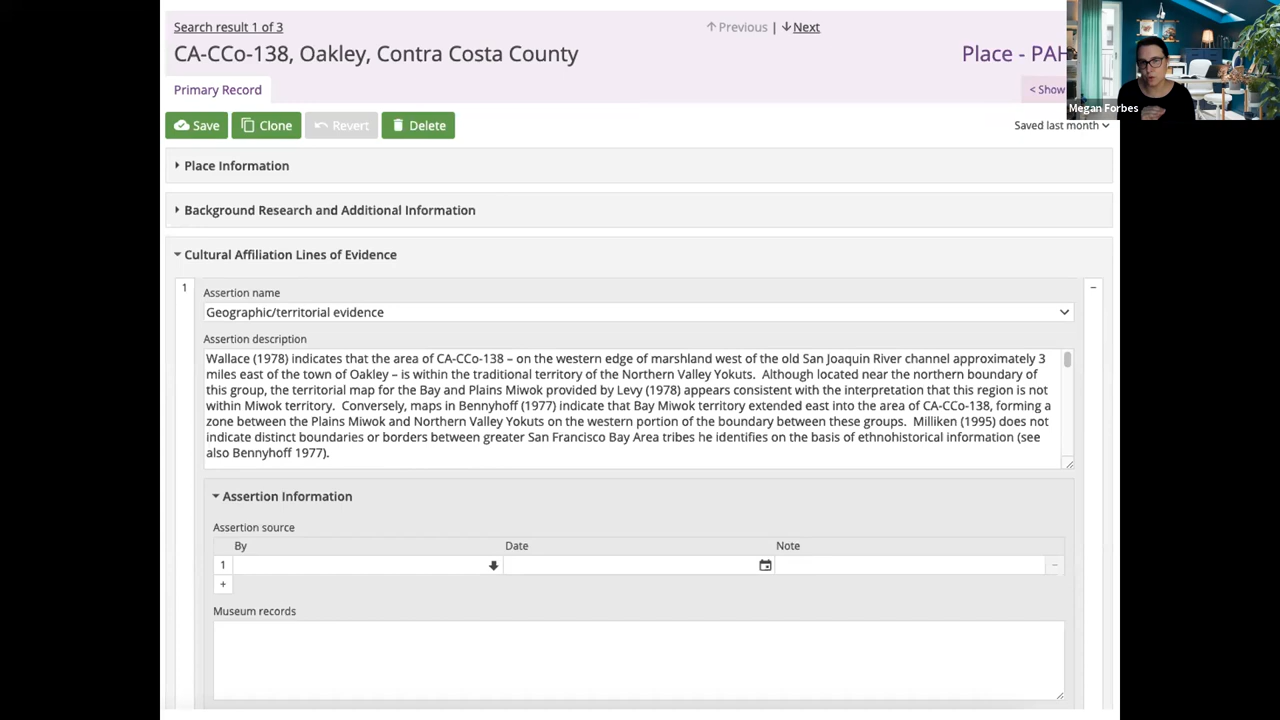 Search result 1 of 3
Previous | Next
CA-CCo-138, Oakley, Contra Costa County
Place - PAH
Megan Forbes
Primary Record
< Show
Save
Clone
Revert
Delete
Saved last month
Place Information
Background Research and Additional Information
Cultural Affiliation Lines of Evidence
1
Assertion name
Geographic/territorial evidence
Assertion description
Wallace (1978) indicates that the area of CA-CCo-138 – on the western edge of marshland west of the old San Joaquin River channel approximately 3
miles east of the town of Oakley – is within the traditional territory of the Northern Valley Yokuts.  Although located near the northern boundary of
this group, the territorial map for the Bay and Plains Miwok provided by Levy (1978) appears consistent with the interpretation that this region is not
within Miwok territory.  Conversely, maps in Bennyhoff (1977) indicate that Bay Miwok territory extended east into the area of CA-CCo-138, forming a
zone between the Plains Miwok and Northern Valley Yokuts on the western portion of the boundary between these groups.  Milliken (1995) does not
indicate distinct boundaries or borders between greater San Francisco Bay Area tribes he identifies on the basis of ethnohistorical information (see
also Bennyhoff 1977).
Assertion Information
Assertion source
By Date Note
1
+
Museum records